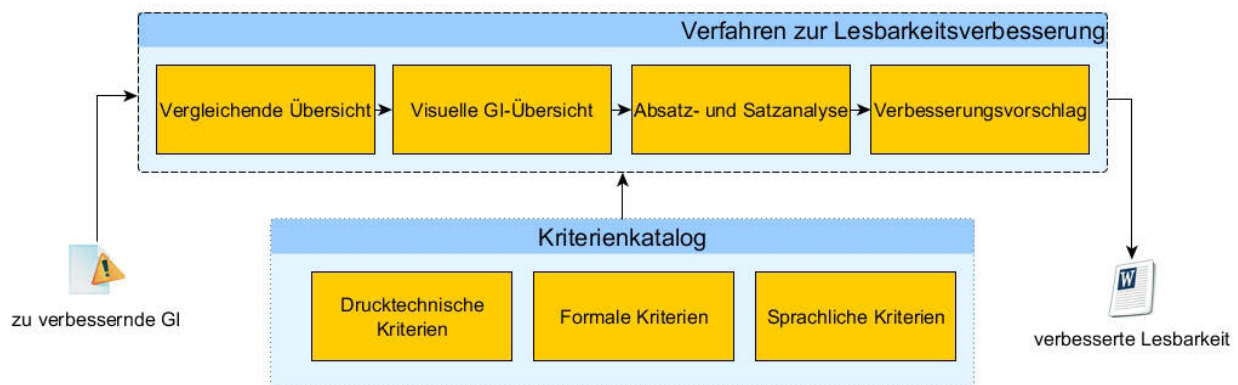 Verfahren zur Lesbarkeitsverbesserung
Vergleichende Übersicht
Visuelle GI-Übersicht
Absatz- und Satzanalyse
Verbesserungsvorschlag
Kriterienkatalog
Drucktechnische
Kriterien
Formale Kriterien
Sprachliche Kriterien
zu verbessernde GI
W
verbesserte Lesbarkeit